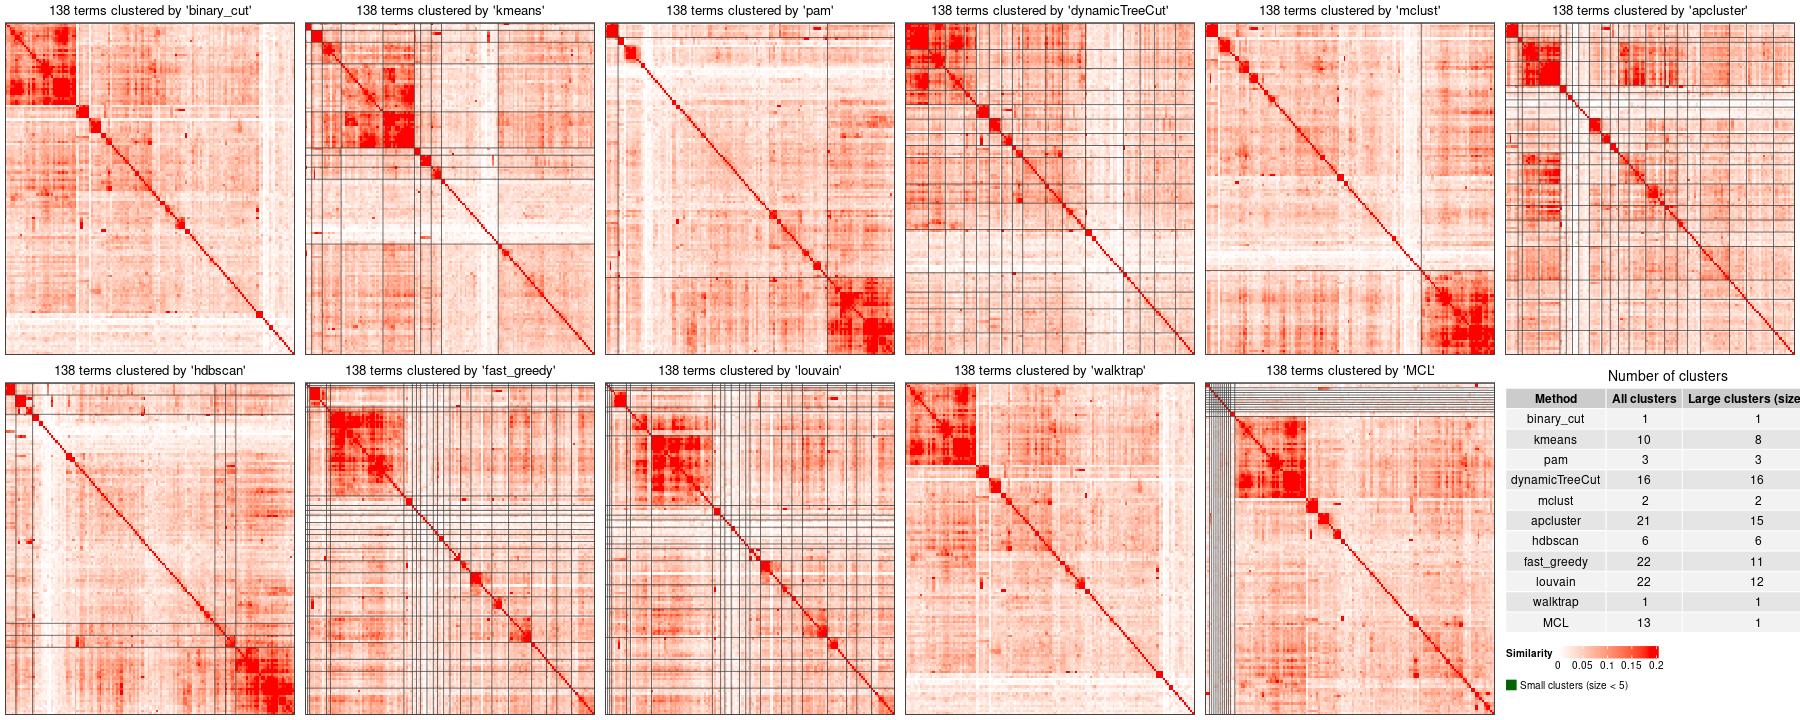 138 terms clustered by 'binary_cut'
138 terms clustered by 'kmeans'
138 terms clustered by 'pam'
138 terms clustered by 'dynamicTreeCut'
138 terms clustered by 'mclust'
138 terms clustered by 'apcluster'
138 terms clustered by 'hdbscan'
138 terms clustered by 'fast_greedy'
138 terms clustered by 'louvain'
138 terms clustered by 'walktrap'
138 terms clustered by 'MCL'
Number of clusters
Method All clusters Large clusters (size
binary_cut 1 1
kmeans 10 8
pam 3 3
dynamicTreeCut 16 16
mclust 2 2
apcluster 21 15
hdbscan 6 6
fast_greedy 22 11
louvain 22 12
walktrap 1 1
MCL 13 1
Similarity
0 0.05 0.1 0.15 0.2
Small clusters (size < 5)